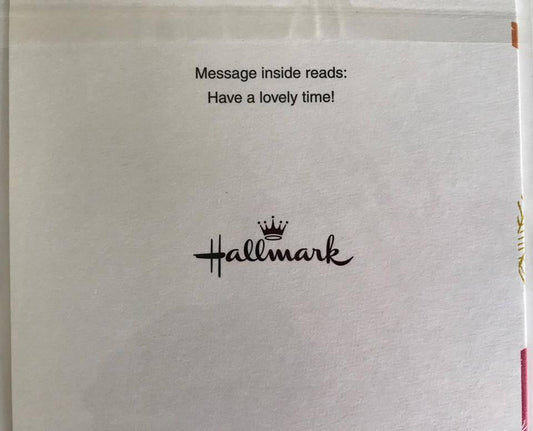 Message inside reads:
Have a lovely time!
Hallmark